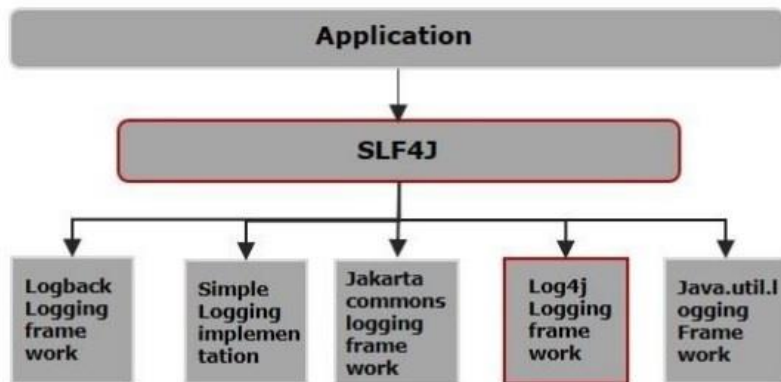 Application
SLF4J
Logback
Logging
frame
work
Simple
Logging
implemen
tation
Jakarta
commons
logging
frame
work
Log4j
Logging
frame
work
Java.util.l
ogging
Frame
work